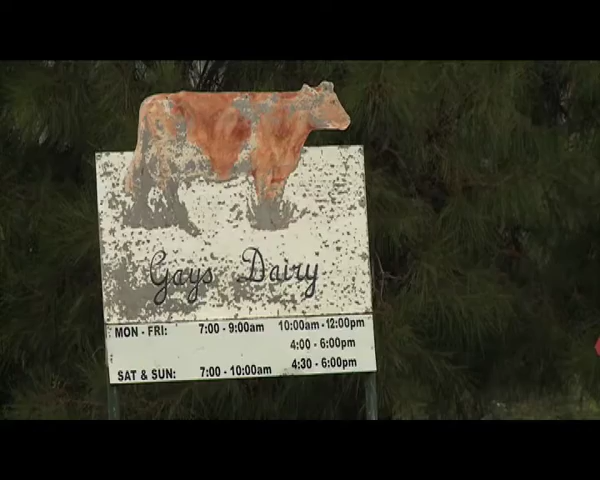 Gays Dairy
MON - FRI: 7:00 - 9:00am 10:00am - 12:00pm
4:00 - 6:00pm
SAT & SUN: 7:00 - 10:00am 4:30 - 6:00pm